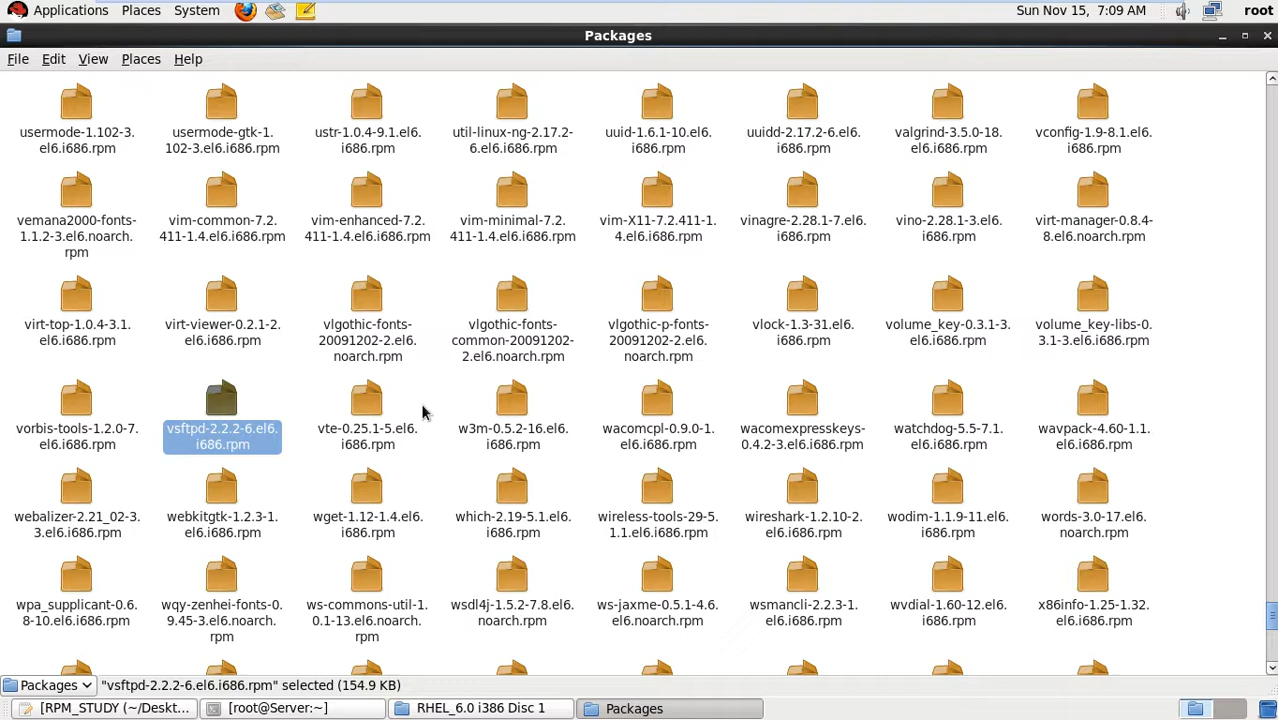 Applications Places System
Sun Nov 15, 7:09 AM
root
Packages
File Edit View Places Help
usermode-1.102-3.
el6.i686.rpm
usermode-gtk-1.
102-3.el6.i686.rpm
ustr-1.0.4-9.1.el6.
i686.rpm
util-linux-ng-2.17.2-
6.el6.i686.rpm
uuid-1.6.1-10.el6.
i686.rpm
uuidd-2.17.2-6.el6.
i686.rpm
valgrind-3.5.0-18.
el6.i686.rpm
vconfig-1.9-8.1.el6.
i686.rpm
vemana2000-fonts-
1.1.2-3.el6.noarch.
rpm
vim-common-7.2.
411-1.4.el6.i686.rpm
vim-enhanced-7.2.
411-1.4.el6.i686.rpm
vim-minimal-7.2.
411-1.4.el6.i686.rpm
vim-X11-7.2.411-1.
4.el6.i686.rpm
vinagre-2.28.1-7.el6.
i686.rpm
vino-2.28.1-3.el6.
i686.rpm
virt-manager-0.8.4-
8.el6.noarch.rpm
virt-top-1.0.4-3.1.
el6.i686.rpm
virt-viewer-0.2.1-2.
el6.i686.rpm
vlgothic-fonts-
20091202-2.el6.
noarch.rpm
vlgothic-fonts-
common-20091202-
2.el6.noarch.rpm
vlgothic-p-fonts-
20091202-2.el6.
noarch.rpm
vlock-1.3-31.el6.
i686.rpm
volume_key-0.3.1-3.
el6.i686.rpm
volume_key-libs-0.
3.1-3.el6.i686.rpm
vorbis-tools-1.2.0-7.
el6.i686.rpm
vsftpd-2.2.2-6.el6.
i686.rpm
vte-0.25.1-5.el6.
i686.rpm
w3m-0.5.2-16.el6.
i686.rpm
wacomcpl-0.9.0-1.
el6.i686.rpm
wacomexpresskeys-
0.4.2-3.el6.i686.rpm
watchdog-5.5-7.1.
el6.i686.rpm
wavpack-4.60-1.1.
el6.i686.rpm
webalizer-2.21_02-3.
3.el6.i686.rpm
webkitgtk-1.2.3-1.
el6.i686.rpm
wget-1.12-1.4.el6.
i686.rpm
which-2.19-5.1.el6.
i686.rpm
wireless-tools-29-5.
1.1.el6.i686.rpm
wireshark-1.2.10-2.
el6.i686.rpm
wodim-1.1.9-11.el6.
i686.rpm
words-3.0-17.el6.
noarch.rpm
wpa_supplicant-0.6.
8-10.el6.i686.rpm
wqy-zenhei-fonts-0.
9.45-3.el6.noarch.
rpm
ws-commons-util-1.
0.1-13.el6.noarch.
rpm
wsdl4j-1.5.2-7.8.el6.
noarch.rpm
ws-jaxme-0.5.1-4.6.
el6.noarch.rpm
wsmancli-2.2.3-1.
el6.i686.rpm
wvdial-1.60-12.el6.
i686.rpm
x86info-1.25-1.32.
el6.i686.rpm
Packages
"vsftpd-2.2.2-6.el6.i686.rpm" selected (154.9 KB)
[RPM_STUDY (~/Deskt...
[root@Server:~]
RHEL_6.0 i386 Disc 1
Packages